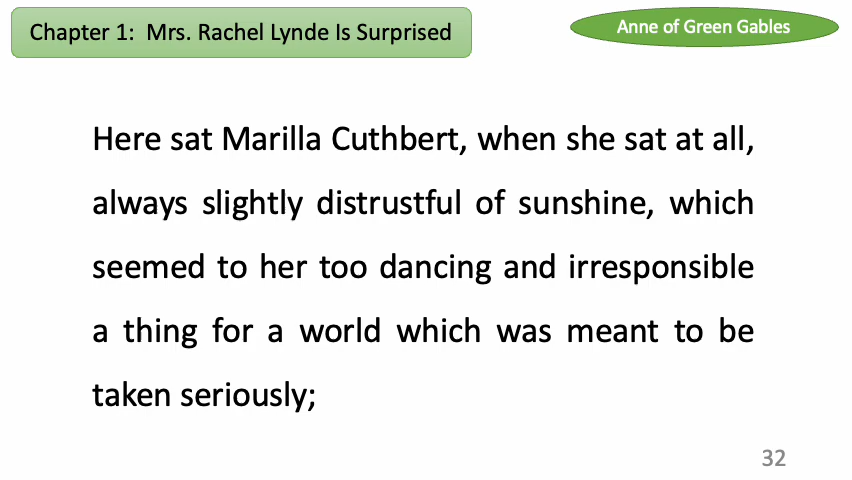 Chapter 1:  Mrs. Rachel Lynde Is Surprised
Anne of Green Gables
Here sat Marilla Cuthbert, when she sat at all,
always slightly distrustful of sunshine, which
seemed to her too dancing and irresponsible
a thing for a world which was meant to be
taken seriously;
32